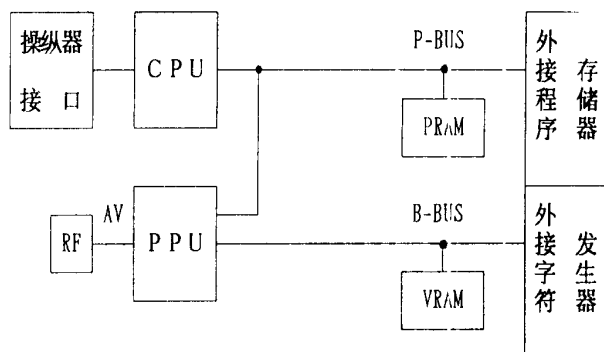 操纵器
接口
CPU
P-BUS
PRAM
外接程序
存储器
AV
RF
PPU
B-BUS
VRAM
外接字符
发生器